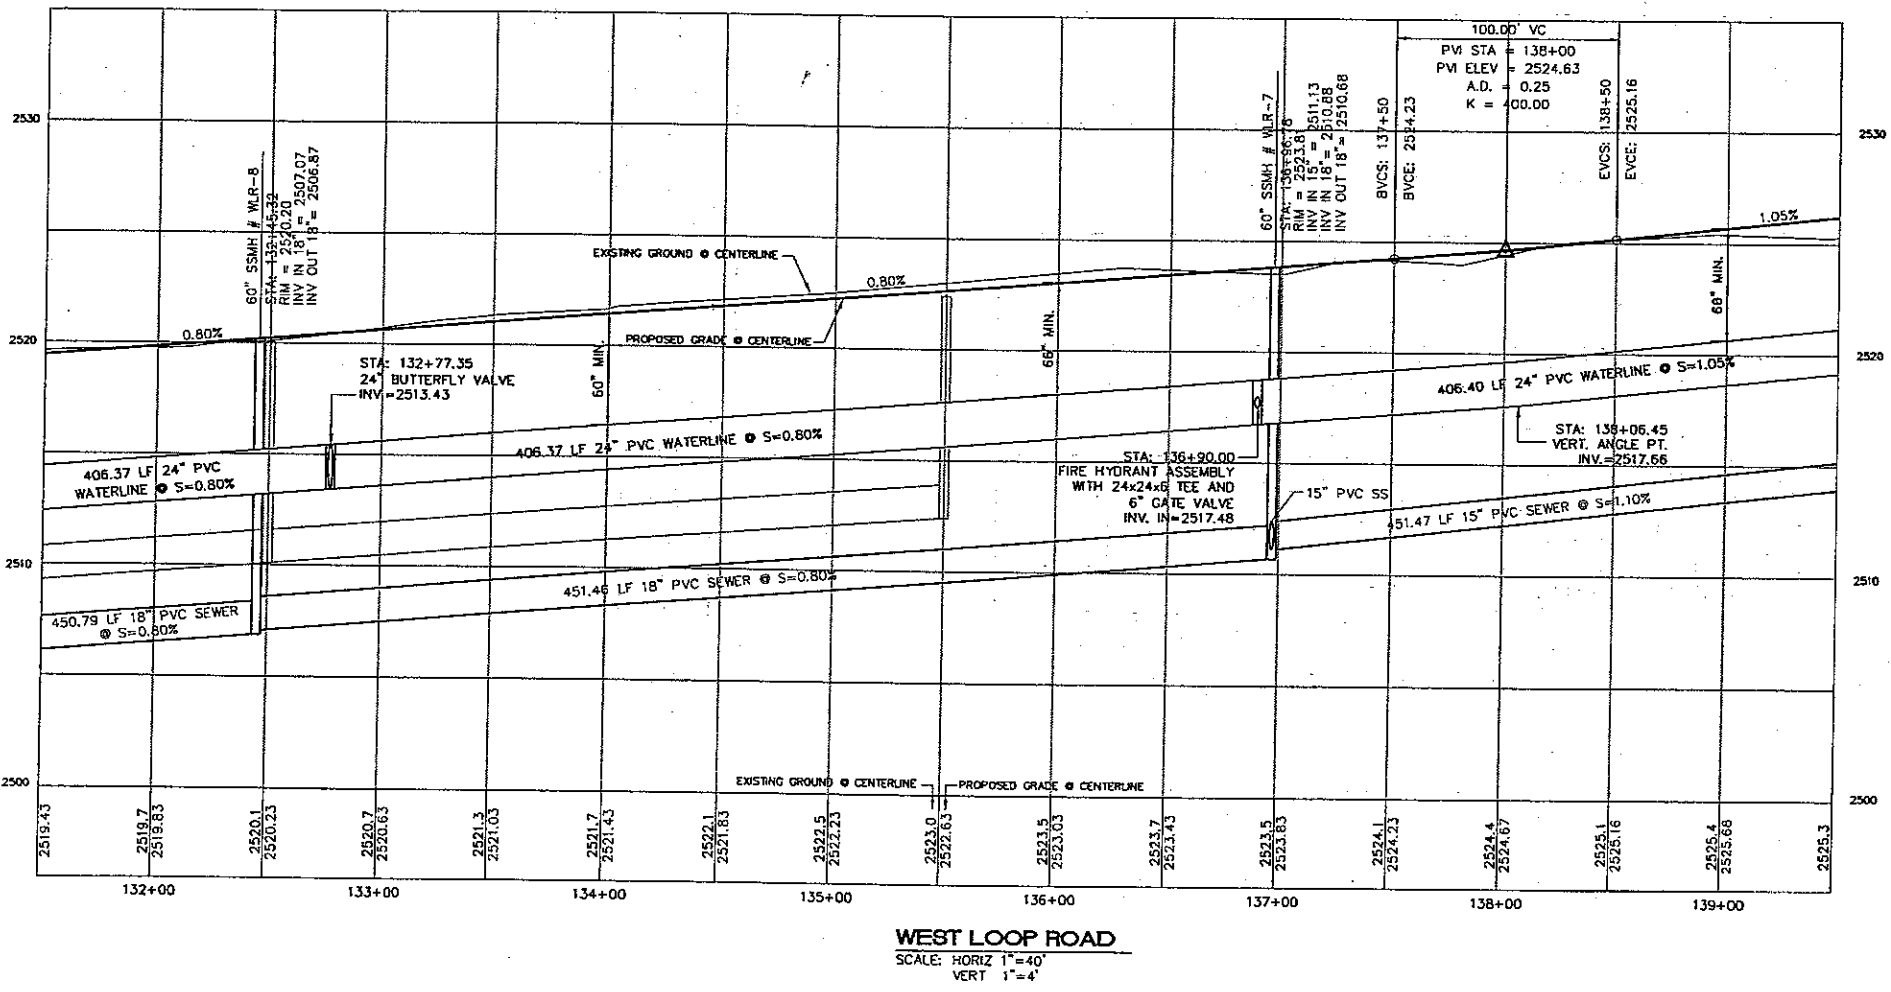 100.00' VC
PVI STA = 138+00
PVI ELEV = 2524.63
A.D. = 0.25
K = 400.00
BVCS: 137+50
BVCE: 2524.23
EVCS: 138+50
EVCE: 2525.16
2530
2530
60" SSMH # WLR-8
STA: 132+45.32
RIM = 2520.20
INV IN 18" = 2507.07
INV OUT 18"= 2506.87
60" SSMH # WLR-7
STA: 136+96.78
RIM = 2523.81
INV IN 15" = 2511.13
INV IN 18"= 2510.88
INV OUT 18"= 2510.68
1.05%
EXISTING GROUND @ CENTERLINE
0.80%
0.80%
PROPOSED GRADE @ CENTERLINE
2520
2520
60" MIN.
66" MIN.
68" MIN.
STA: 132+77.35
24" BUTTERFLY VALVE
INV.=2513.43
406.37 LF 24" PVC WATERLINE @ S=0.80%
406.40 LF 24" PVC WATERLINE @ S=1.05%
406.37 LF 24" PVC
WATERLINE @ S=0.80%
STA: 136+90.00
FIRE HYDRANT ASSEMBLY
WITH 24x24x6 TEE AND
6" GATE VALVE
INV. IN=2517.48
STA: 138+06.45
VERT. ANGLE PT.
INV.=2517.66
15" PVC SS
451.47 LF 15" PVC SEWER @ S=1.10%
2510
2510
451.46 LF 18" PVC SEWER @ S=0.80%
450.79 LF 18" PVC SEWER
@ S=0.80%
2500
2500
EXISTING GROUND @ CENTERLINE
PROPOSED GRADE @ CENTERLINE
2519.43
2519.7
2519.83
2520.1
2520.23
2520.7
2520.63
2521.3
2521.03
2521.7
2521.43
2522.1
2521.83
2522.5
2522.23
2523.0
2522.63
2523.5
2523.03
2523.7
2523.43
2523.5
2523.83
2524.1
2524.23
2524.4
2524.67
2525.1
2525.16
2525.4
2525.68
2525.3
132+00
133+00
134+00
135+00
136+00
137+00
138+00
139+00
WEST LOOP ROAD
SCALE: HORIZ 1"=40'
VERT 1"=4'